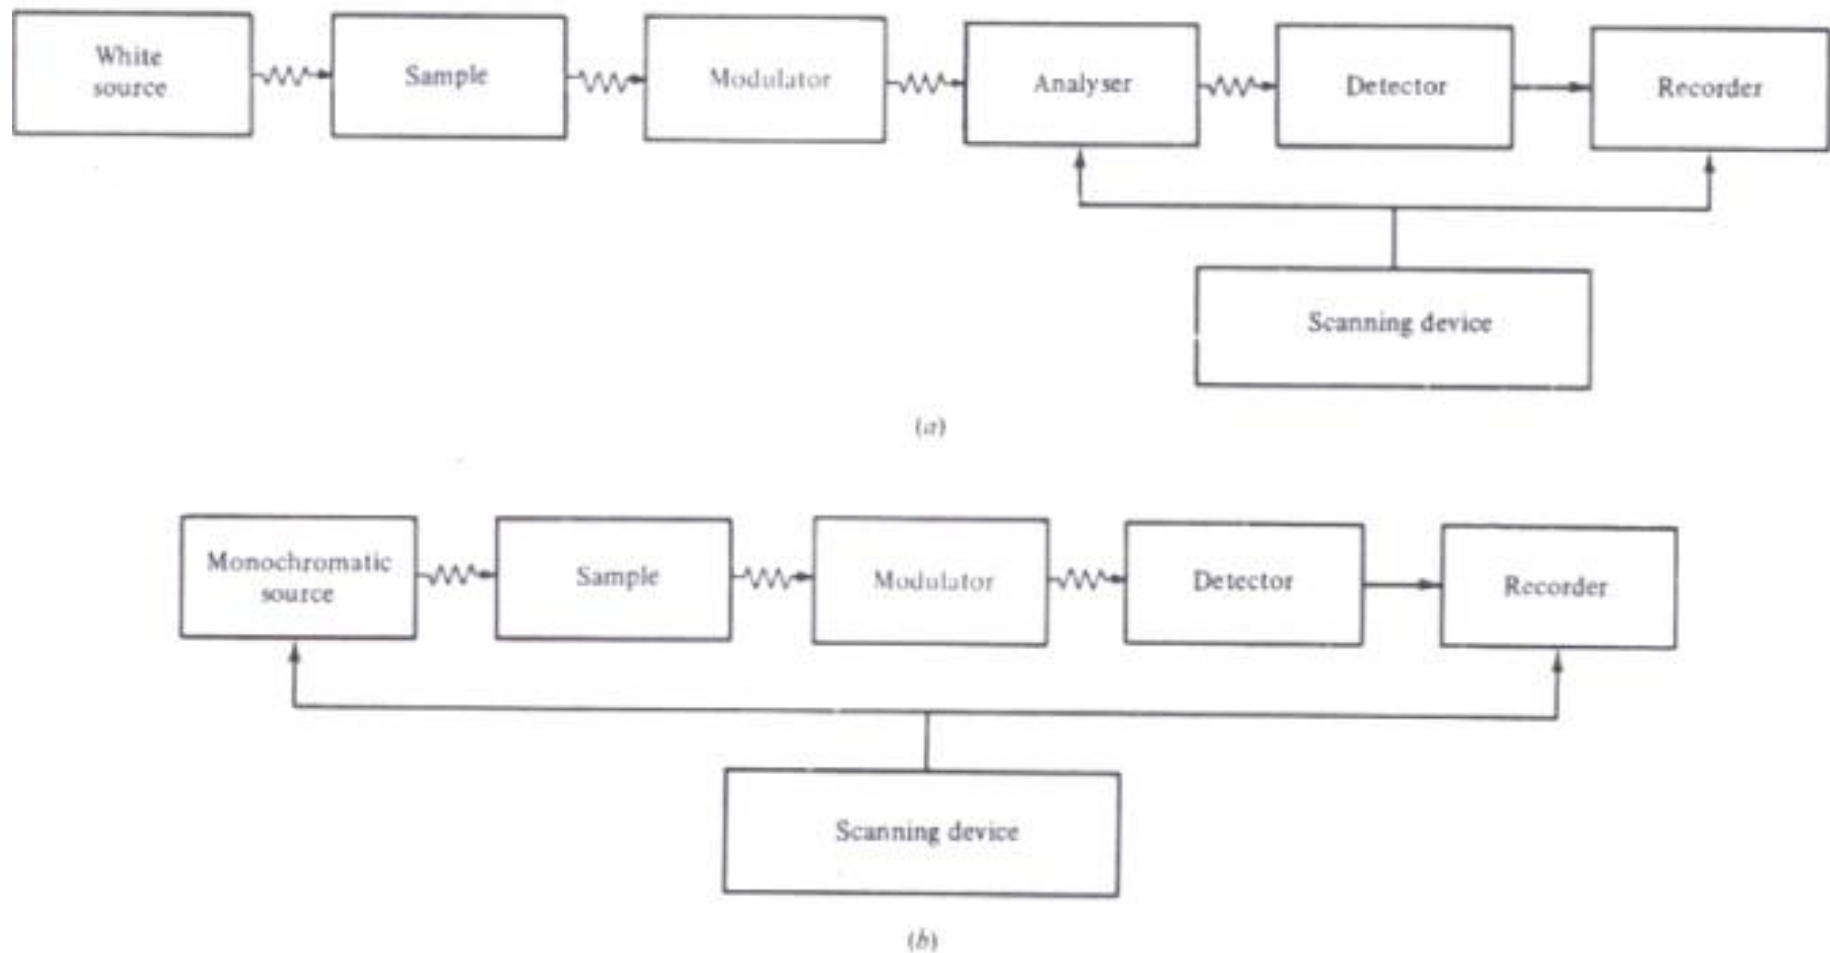 White
source
Sample
Modulator
Analyser
Detector
Recorder
Scanning device
(a)
Monochromatic
source
Sample
Modulator
Detector
Recorder
Scanning device
(b)